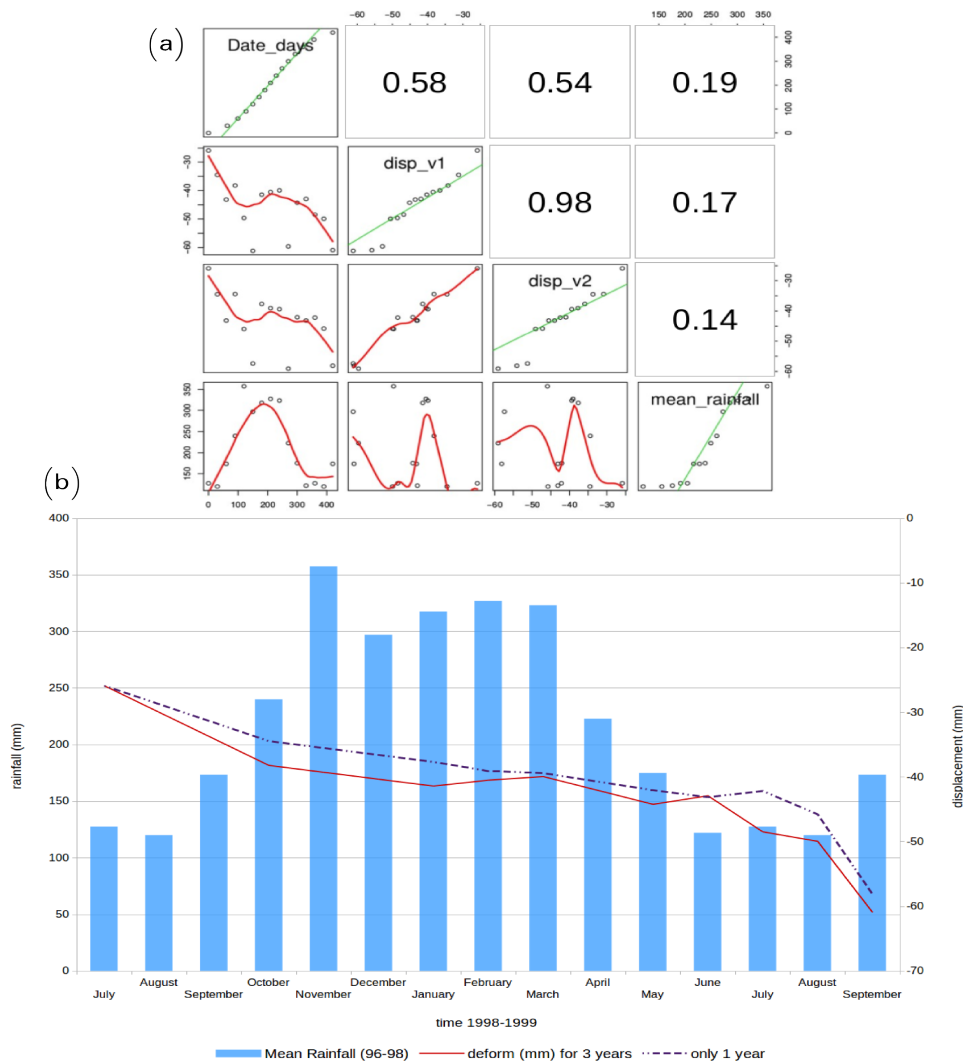 −60 −50 −40 −30
−60 −50 −40 −30
150 250 350
(a)
Date_days
0.58
0.54
0.19
400
300
200
100
0
−30
−40
−50
−60
disp_v1
0.98
0.17
disp_v2
0.14
−30
−40
−50
−60
350
300
250
200
150
mean_rainfall
0 100 200 300 400
−60 −50 −40 −30
(b)
400
350
300
250
200
150
100
50
0
rainfall (mm)
0
-10
-20
-30
-40
-50
-60
-70
displacement (mm)
July
August
September
October
November
December
January
February
March
April
May
June
July
August
September
time 1998-1999
Mean Rainfall (96-98) deform (mm) for 3 years only 1 year